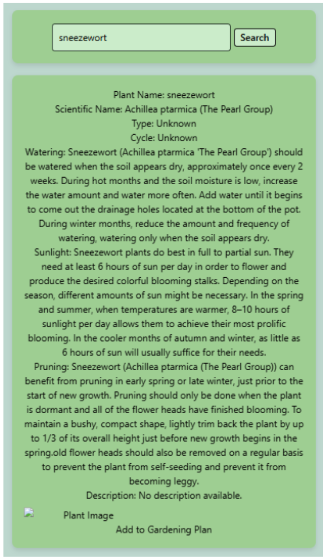 sneezewort
Search
Plant Name: sneezewort
Scientific Name: Achillea ptarmica (The Pearl Group)
Type: Unknown
Cycle: Unknown
Watering: Sneezewort (Achillea ptarmica 'The Pearl Group') should
be watered when the soil appears dry, approximately once every 2
weeks. During hot months and the soil moisture is low, increase
the water amount and water more often. Add water until it begins
to come out the drainage holes located at the bottom of the pot.
During winter months, reduce the amount and frequency of
watering, watering only when the soil appears dry.
Sunlight: Sneezewort plants do best in full to partial sun. They
need at least 6 hours of sun per day in order to flower and
produce the desired colorful blooming stalks. Depending on the
season, different amounts of sun might be necessary. In the spring
and summer, when temperatures are warmer, 8–10 hours of
sunlight per day allows them to achieve their most prolific
blooming. In the cooler months of autumn and winter, as little as
6 hours of sun will usually suffice for their needs.
Pruning: Sneezewort (Achillea ptarmica (The Pearl Group)) can
benefit from pruning in early spring or late winter, just prior to the
start of new growth. Pruning should only be done when the plant
is dormant and all of the flower heads have finished blooming. To
maintain a bushy, compact shape, lightly trim back the plant by up
to 1/3 of its overall height just before new growth begins in the
spring.old flower heads should also be removed on a regular basis
to prevent the plant from self-seeding and prevent it from
becoming leggy.
Description: No description available.
Plant Image
Add to Gardening Plan